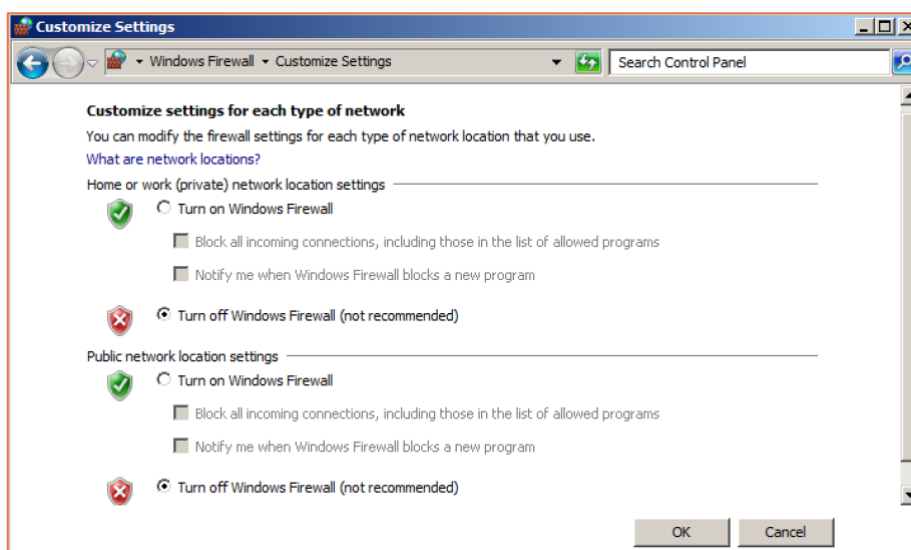 Customize Settings
Windows Firewall Customize Settings Search Control Panel
Customize settings for each type of network
You can modify the firewall settings for each type of network location that you use.
What are network locations?
Home or work (private) network location settings
Turn on Windows Firewall
Block all incoming connections, including those in the list of allowed programs
Notify me when Windows Firewall blocks a new program
Turn off Windows Firewall (not recommended)
Public network location settings
Turn on Windows Firewall
Block all incoming connections, including those in the list of allowed programs
Notify me when Windows Firewall blocks a new program
Turn off Windows Firewall (not recommended)
OK Cancel